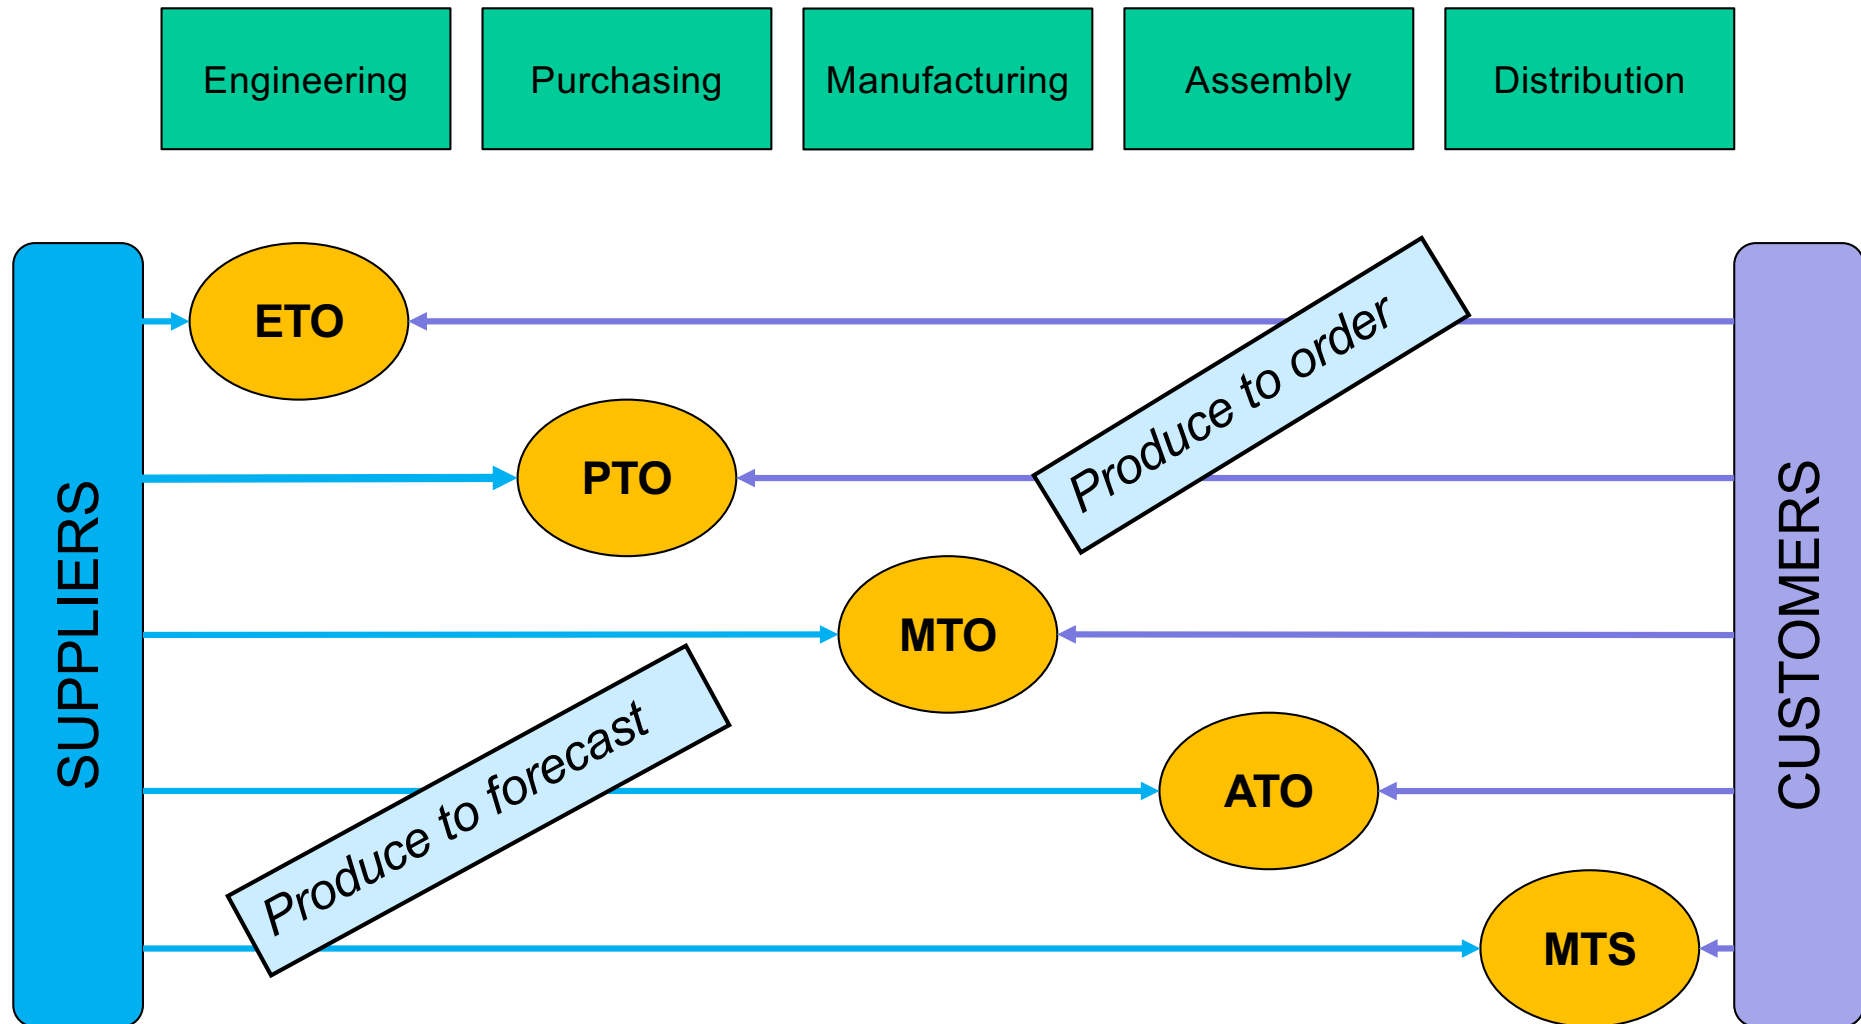 Engineering
Purchasing
Manufacturing
Assembly
Distribution
SUPPLIERS
CUSTOMERS
ETO
Produce to order
PTO
MTO
Produce to forecast
ATO
MTS